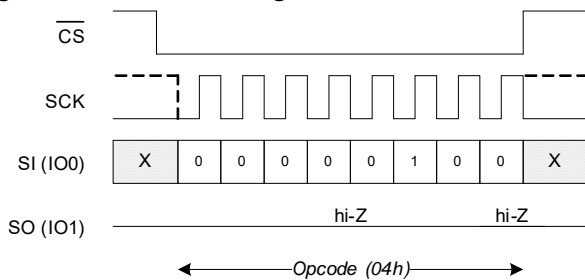 CS
SCK
SI (IO0) X 0 0 0 0 0 1 0 0 X
hi-Z hi-Z
SO (IO1)
Opcode (04h)